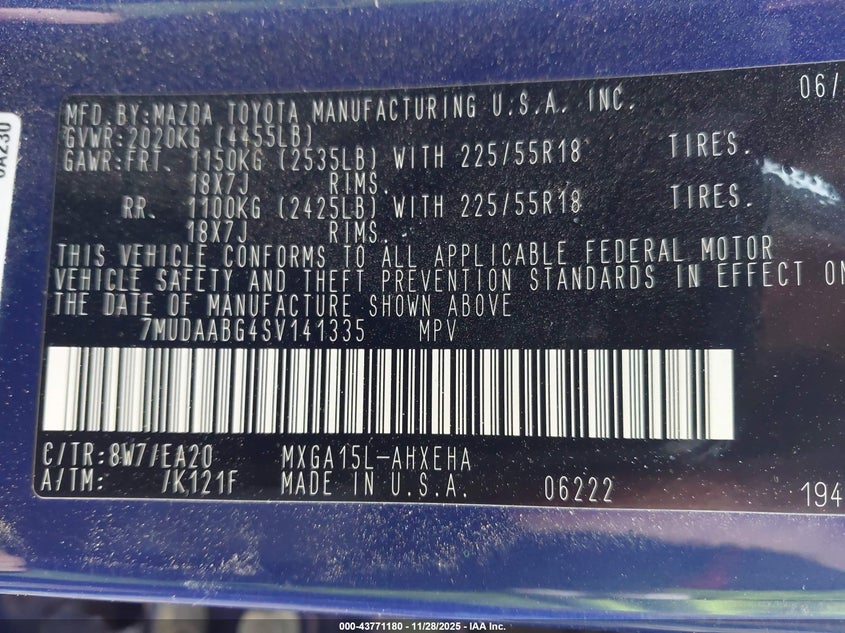 06/
MFD.BY:MAZDA TOYOTA MANUFACTURING U.S.A. INC.
GVWR:2020KG (4455LB)
GAWR:FRT. 1150KG (2535LB) WITH 225/55R18 TIRES.
18X7J RIMS.
RR. 1100KG (2425LB) WITH 225/55R18 TIRES.
18X7J RIMS.
THIS VEHICLE CONFORMS TO ALL APPLICABLE FEDERAL MOTOR
VEHICLE SAFETY AND THEFT PREVENTION STANDARDS IN EFFECT ON
THE DATE OF MANUFACTURE SHOWN ABOVE
7MUDAABG4SV141335 MPV
C/TR:8W7/EA20 MXGA15L-AHXEHA
A/TM: /K121F MADE IN U.S.A. 06222 194
000-43771180 - 11/28/2025 - IAA Inc.